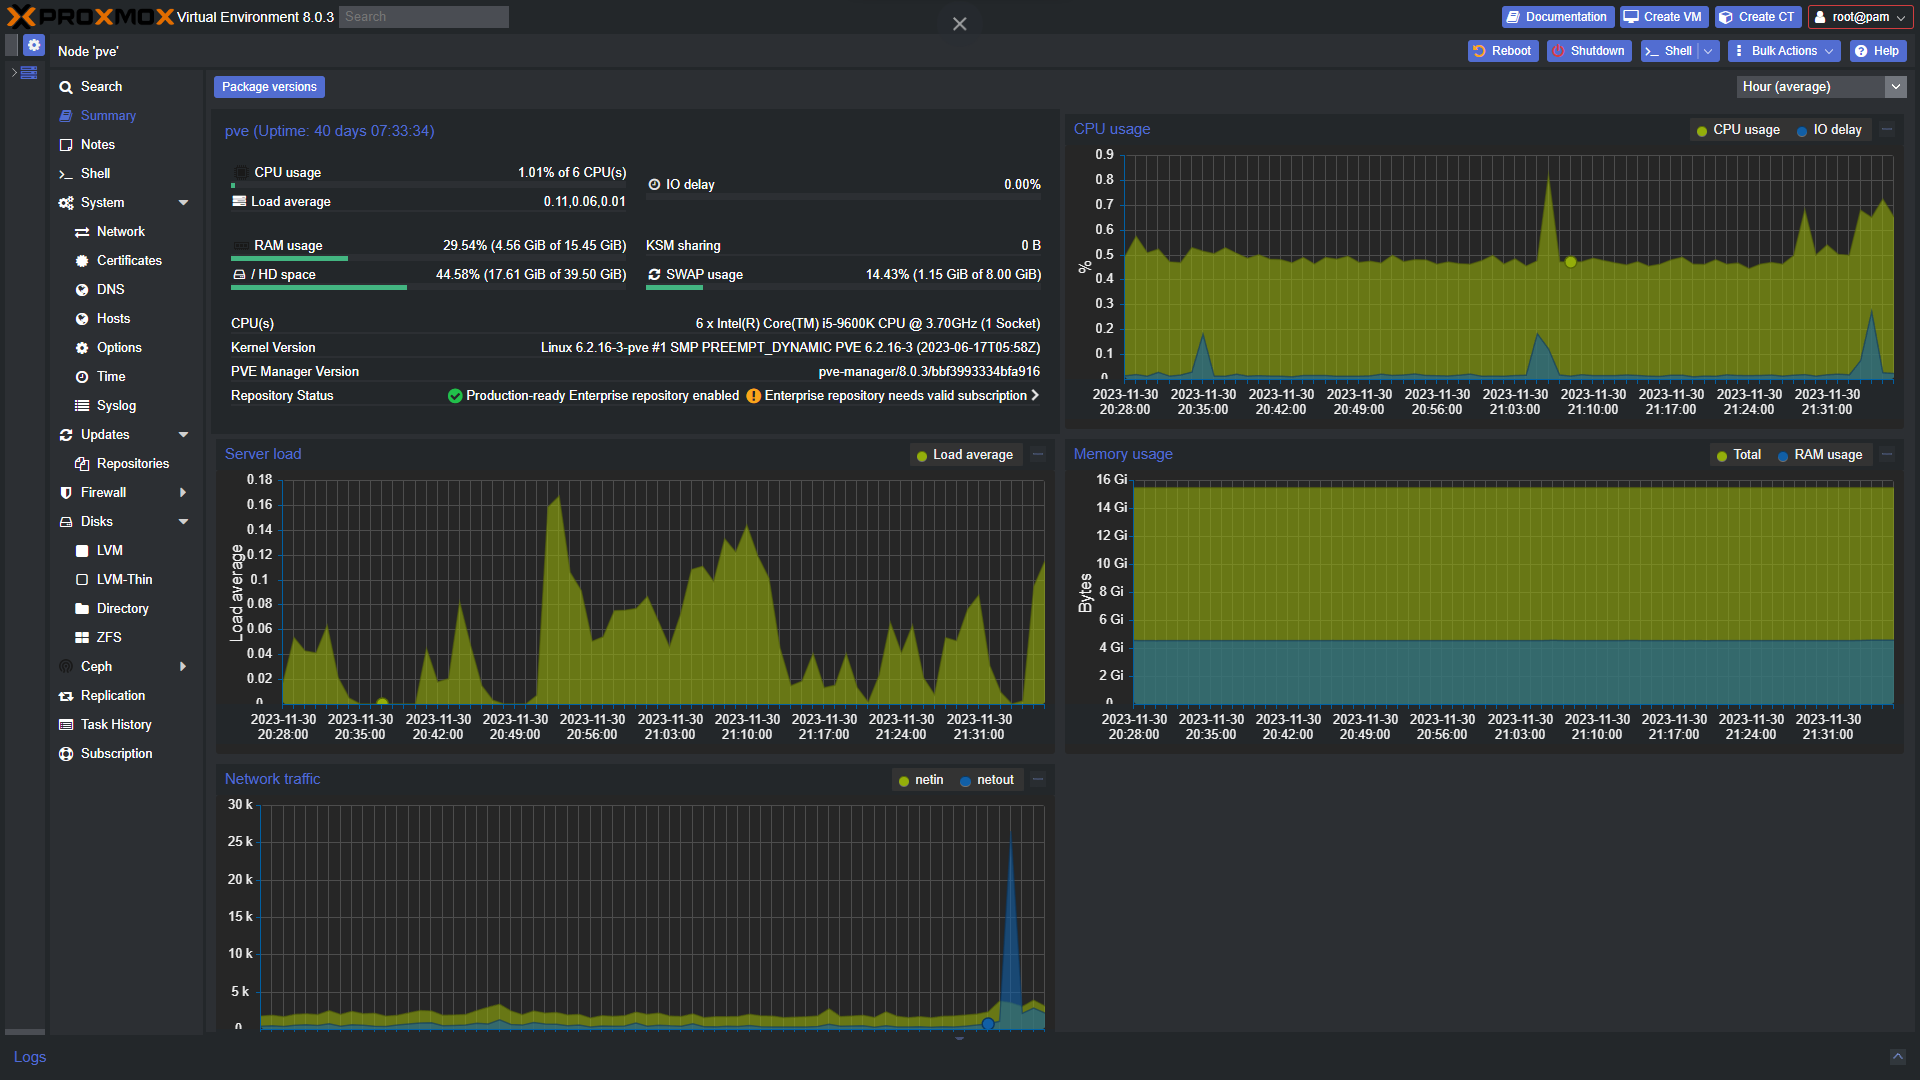 PROXMOX Virtual Environment 8.0.3 Search
Documentation Create VM Create CT root@pam
Node 'pve'
Reboot Shutdown Shell Bulk Actions Help
Search
Summary
Notes
Shell
System
Network
Certificates
DNS
Hosts
Options
Time
Syslog
Updates
Repositories
Firewall
Disks
LVM
LVM-Thin
Directory
ZFS
Ceph
Replication
Task History
Subscription
Package versions
Hour (average)
pve (Uptime: 40 days 07:33:34)
CPU usage 1.01% of 6 CPU(s)
IO delay 0.00%
Load average 0.11,0.06,0.01
RAM usage 29.54% (4.56 GiB of 15.45 GiB)
KSM sharing 0 B
/ HD space 44.58% (17.61 GiB of 39.50 GiB)
SWAP usage 14.43% (1.15 GiB of 8.00 GiB)
CPU(s) 6 x Intel(R) Core(TM) i5-9600K CPU @ 3.70GHz (1 Socket)
Kernel Version Linux 6.2.16-3-pve #1 SMP PREEMPT_DYNAMIC PVE 6.2.16-3 (2023-06-17T05:58Z)
PVE Manager Version pve-manager/8.0.3/bbf3993334bfa916
Repository Status Production-ready Enterprise repository enabled Enterprise repository needs valid subscription
CPU usage
CPU usage IO delay
0.9
0.8
0.7
0.6
0.5
0.4
0.3
0.2
0.1
0
%
2023-11-30 2023-11-30 2023-11-30 2023-11-30 2023-11-30 2023-11-30 2023-11-30 2023-11-30 2023-11-30 2023-11-30
20:28:00 20:35:00 20:42:00 20:49:00 20:56:00 21:03:00 21:10:00 21:17:00 21:24:00 21:31:00
Server load
Load average
0.18
0.16
0.14
0.12
0.1
0.08
0.06
0.04
0.02
0
Load average
2023-11-30 2023-11-30 2023-11-30 2023-11-30 2023-11-30 2023-11-30 2023-11-30 2023-11-30 2023-11-30 2023-11-30
20:28:00 20:35:00 20:42:00 20:49:00 20:56:00 21:03:00 21:10:00 21:17:00 21:24:00 21:31:00
Memory usage
Total RAM usage
16 Gi
14 Gi
12 Gi
10 Gi
8 Gi
6 Gi
4 Gi
2 Gi
0
Bytes
2023-11-30 2023-11-30 2023-11-30 2023-11-30 2023-11-30 2023-11-30 2023-11-30 2023-11-30 2023-11-30 2023-11-30
20:28:00 20:35:00 20:42:00 20:49:00 20:56:00 21:03:00 21:10:00 21:17:00 21:24:00 21:31:00
Network traffic
netin netout
30 k
25 k
20 k
15 k
10 k
5 k
0
Logs